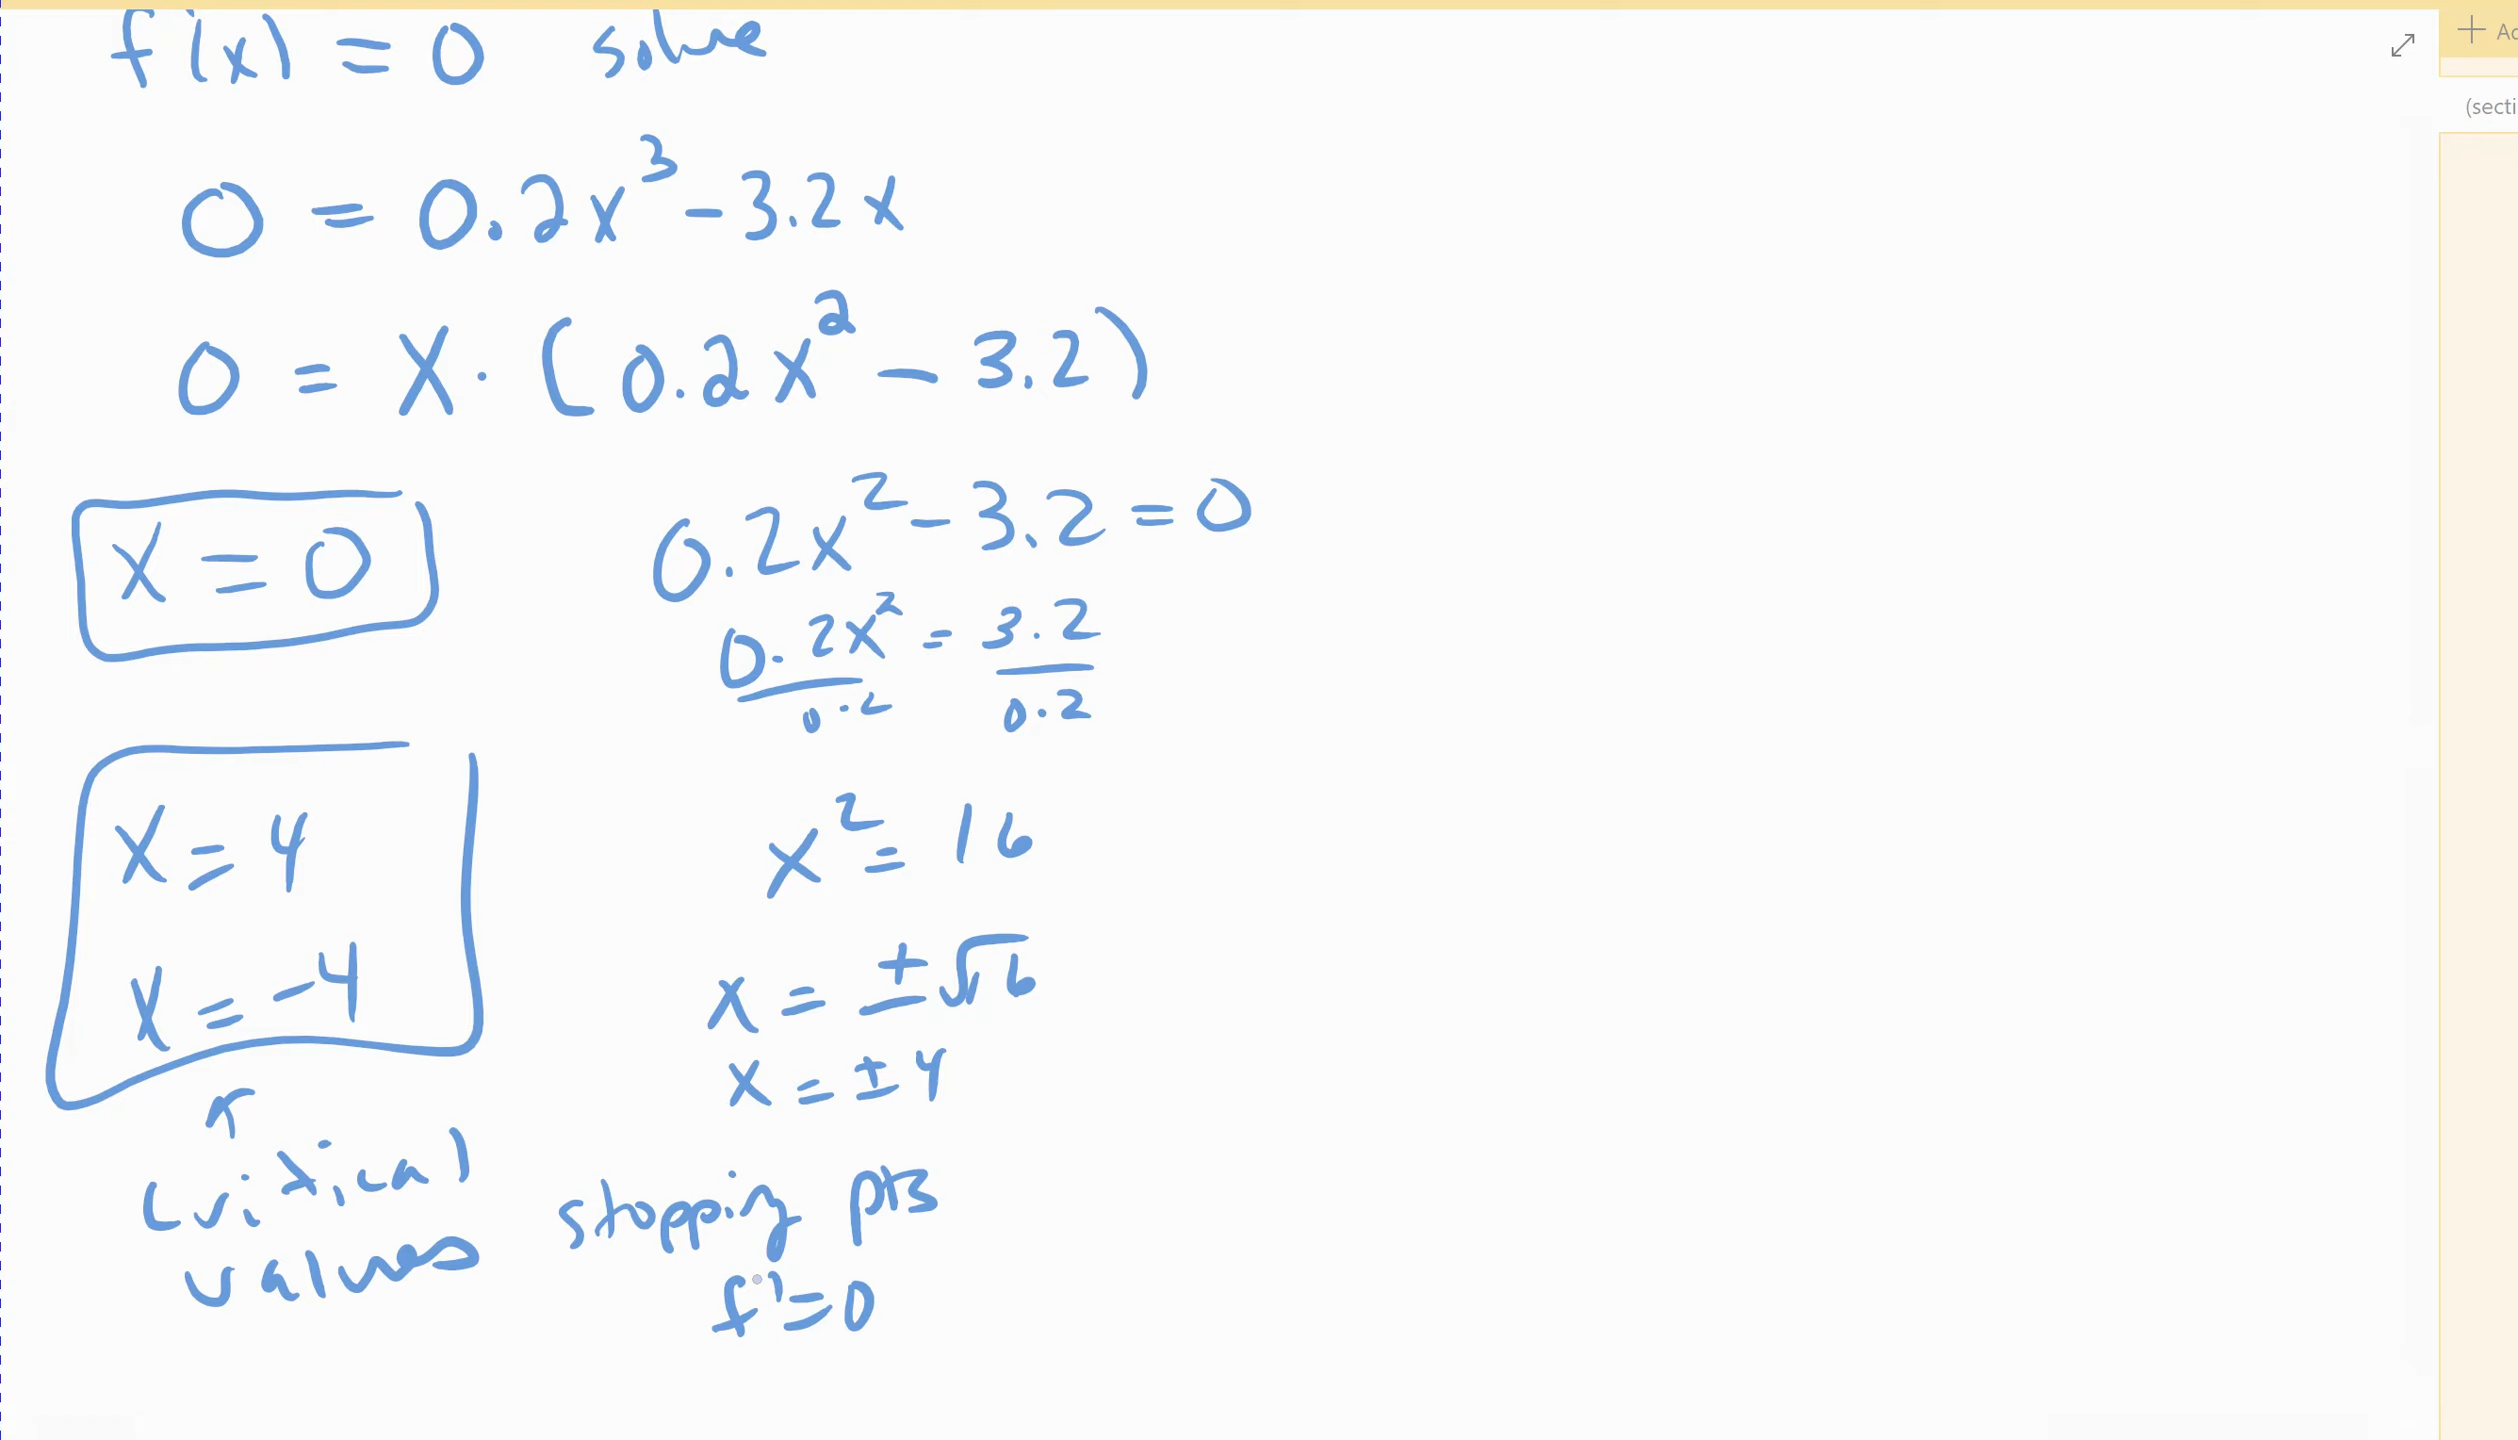 f'(x) = 0 solve
0 = 0.2x³ - 3.2x
0 = x · (0.2x² - 3.2)
x = 0
0.2x² - 3.2 = 0
0.2x² = 3.2
0.2 0.2
x² = 16
x = ±√16
x = ±4
x = 4
x = -4
critical
values
stopping pts
f' = 0
(secti